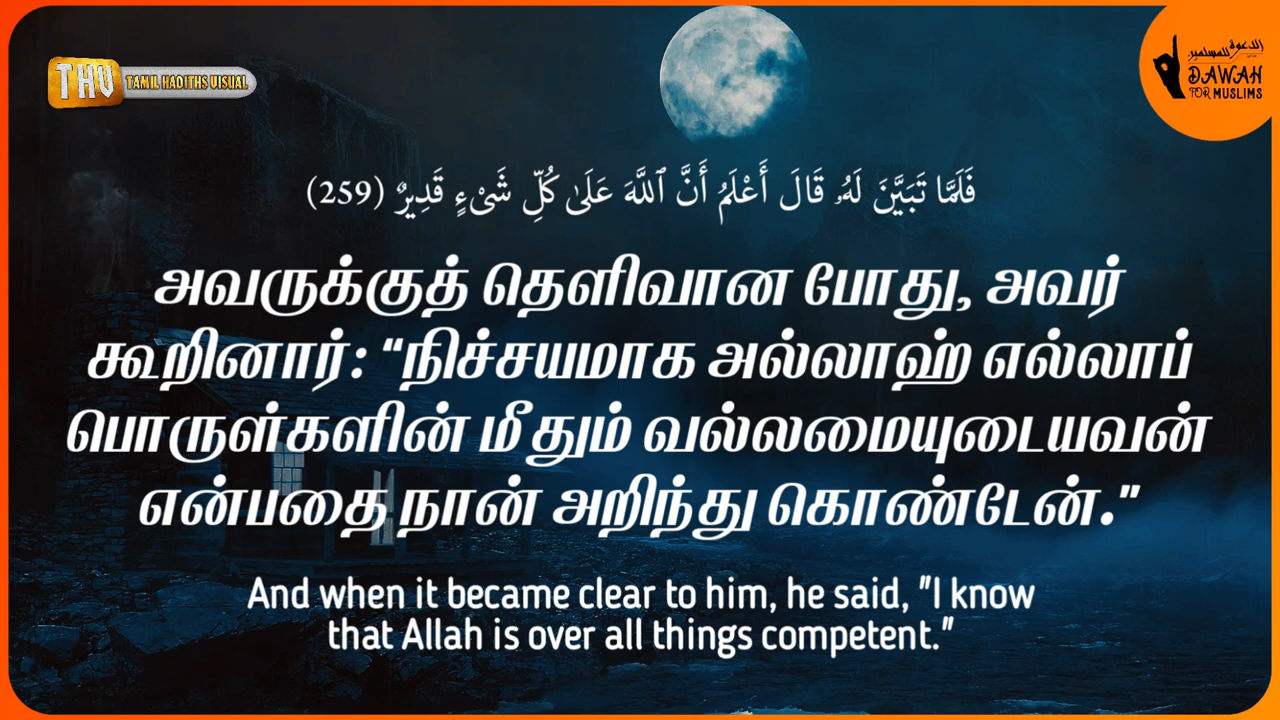 THV TAMIL HADITHS VISUAL
الدعوة للمسلمين
DAWAH
FOR MUSLIMS
فَلَمَّا تَبَيَّنَ لَهُۥ قَالَ أَعْلَمُ أَنَّ ٱللَّهَ عَلَىٰ كُلِّ شَىْءٍ قَدِيرٌ (259)
அவருக்குத் தெளிவான போது, அவர்
கூறினார்: “நிச்சயமாக அல்லாஹ் எல்லாப்
பொருள்களின் மீதும் வல்லமையுடையவன்
என்பதை நான் அறிந்து கொண்டேன்."
And when it became clear to him, he said, "I know
that Allah is over all things competent."